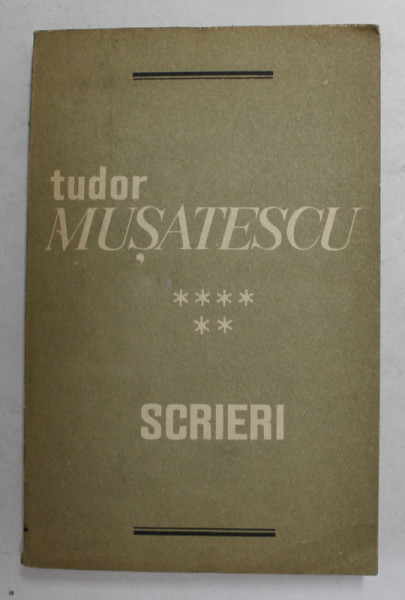 tudor
MUȘATESCU
****
**
SCRIERI